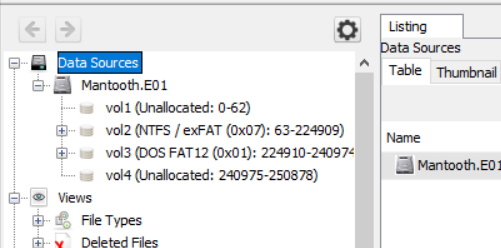 Listing
Data Sources
Table Thumbnail
Name
Mantooth.E01
Data Sources
Mantooth.E01
vol1 (Unallocated: 0-62)
vol2 (NTFS / exFAT (0x07): 63-224909)
vol3 (DOS FAT12 (0x01): 224910-240974
vol4 (Unallocated: 240975-250878)
Views
File Types
Deleted Files